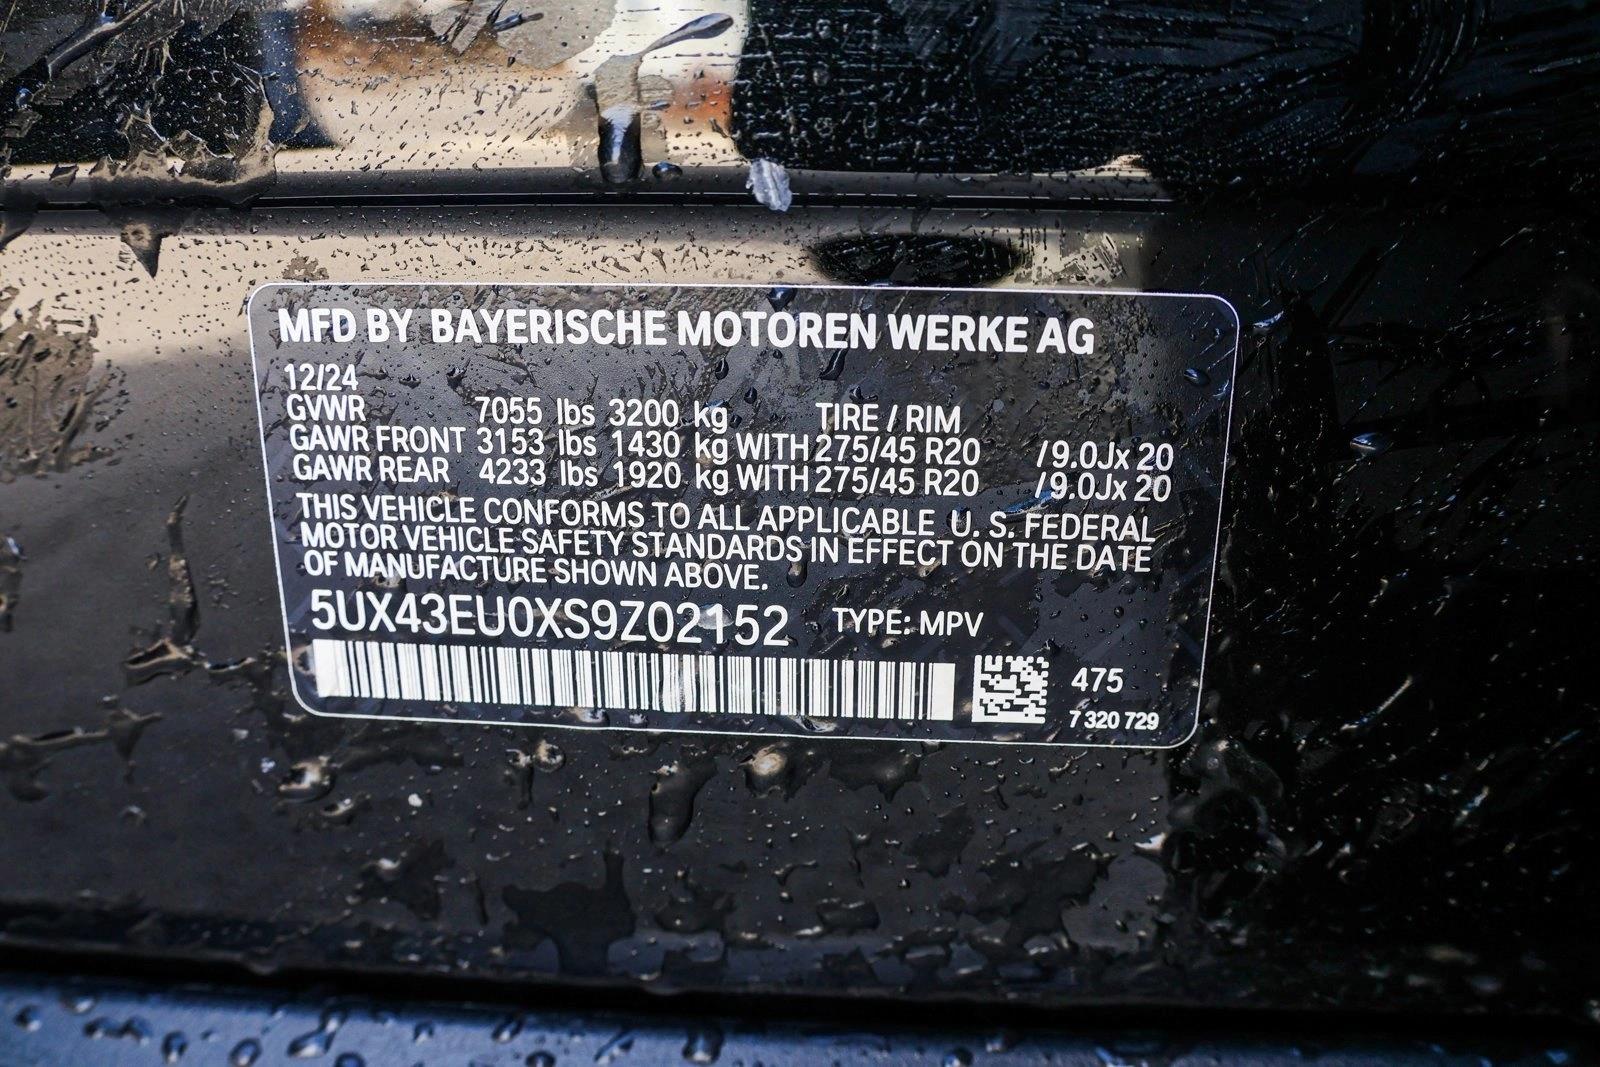 MFD BY BAYERISCHE MOTOREN WERKE AG
12/24
GVWR 7055 lbs 3200 kg TIRE / RIM
GAWR FRONT 3153 lbs 1430 kg WITH 275/45 R20 /9.0Jx 20
GAWR REAR 4233 lbs 1920 kg WITH 275/45 R20 /9.0Jx 20
THIS VEHICLE CONFORMS TO ALL APPLICABLE U. S. FEDERAL
MOTOR VEHICLE SAFETY STANDARDS IN EFFECT ON THE DATE
OF MANUFACTURE SHOWN ABOVE.
5UX43EU0XS9Z02152 TYPE: MPV
475
7 320 729